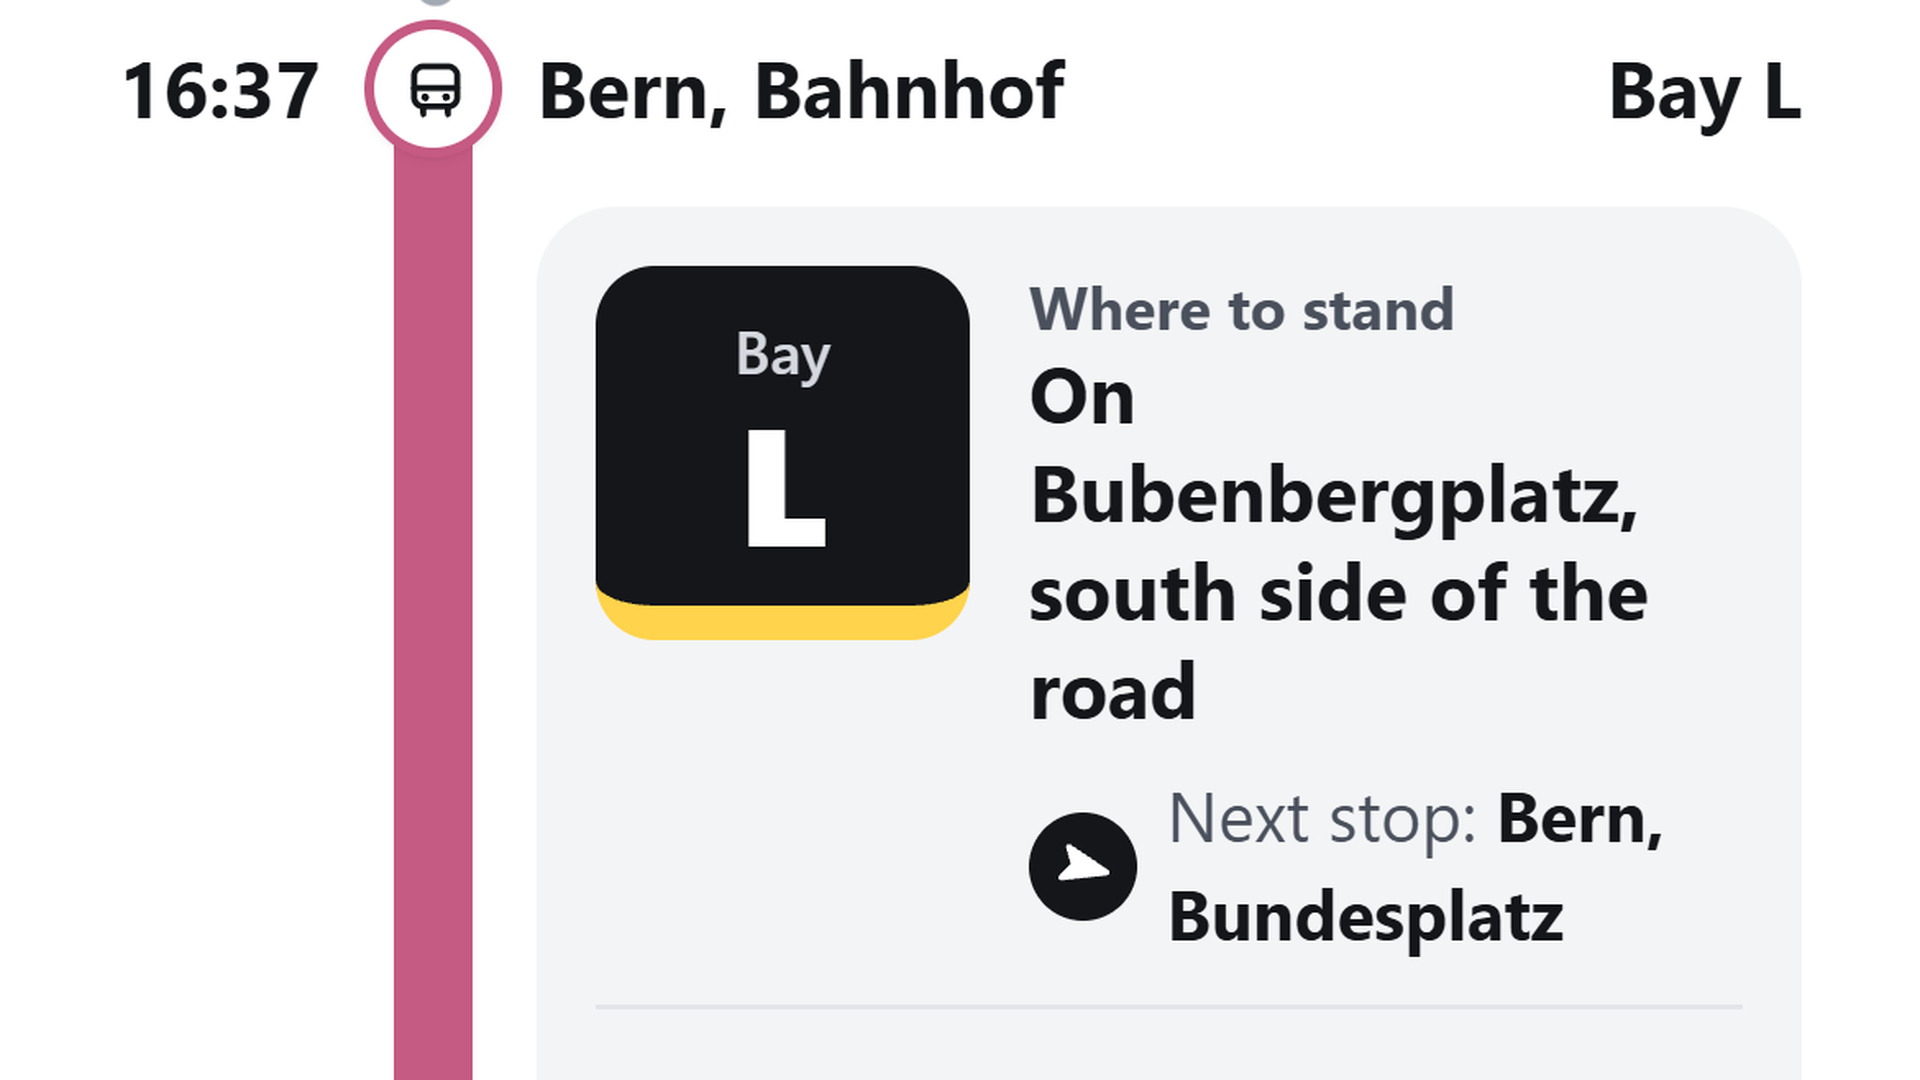 16:37 Bern, Bahnhof Bay L
Bay
L
Where to stand
On
Bubenbergplatz,
south side of the
road
Next stop: Bern,
Bundesplatz